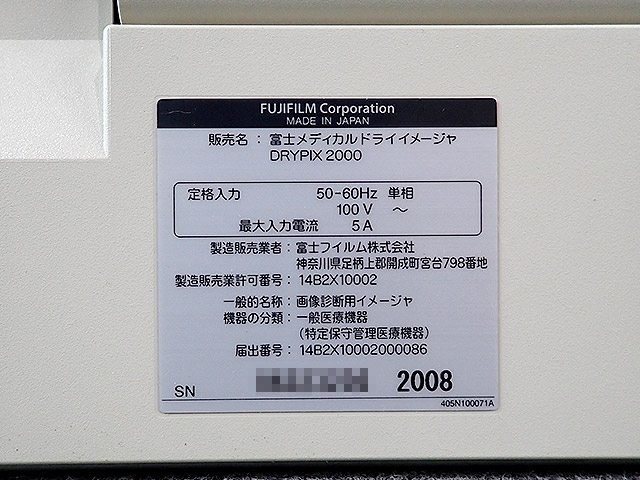 FUJIFILM Corporation
MADE IN JAPAN
販売名：富士メディカルドライイメージャ
DRYPIX 2000
定格入力 50-60Hz 単相
100 V ～
最大入力電流 5 A
製造販売業者：富士フイルム株式会社
神奈川県足柄上郡開成町宮台798番地
製造販売業許可番号：14B2X10002
一般的名称：画像診断用イメージャ
機器の分類：一般医療機器
（特定保守管理医療機器）
届出番号：14B2X10002000086
SN 2008
405N100071A